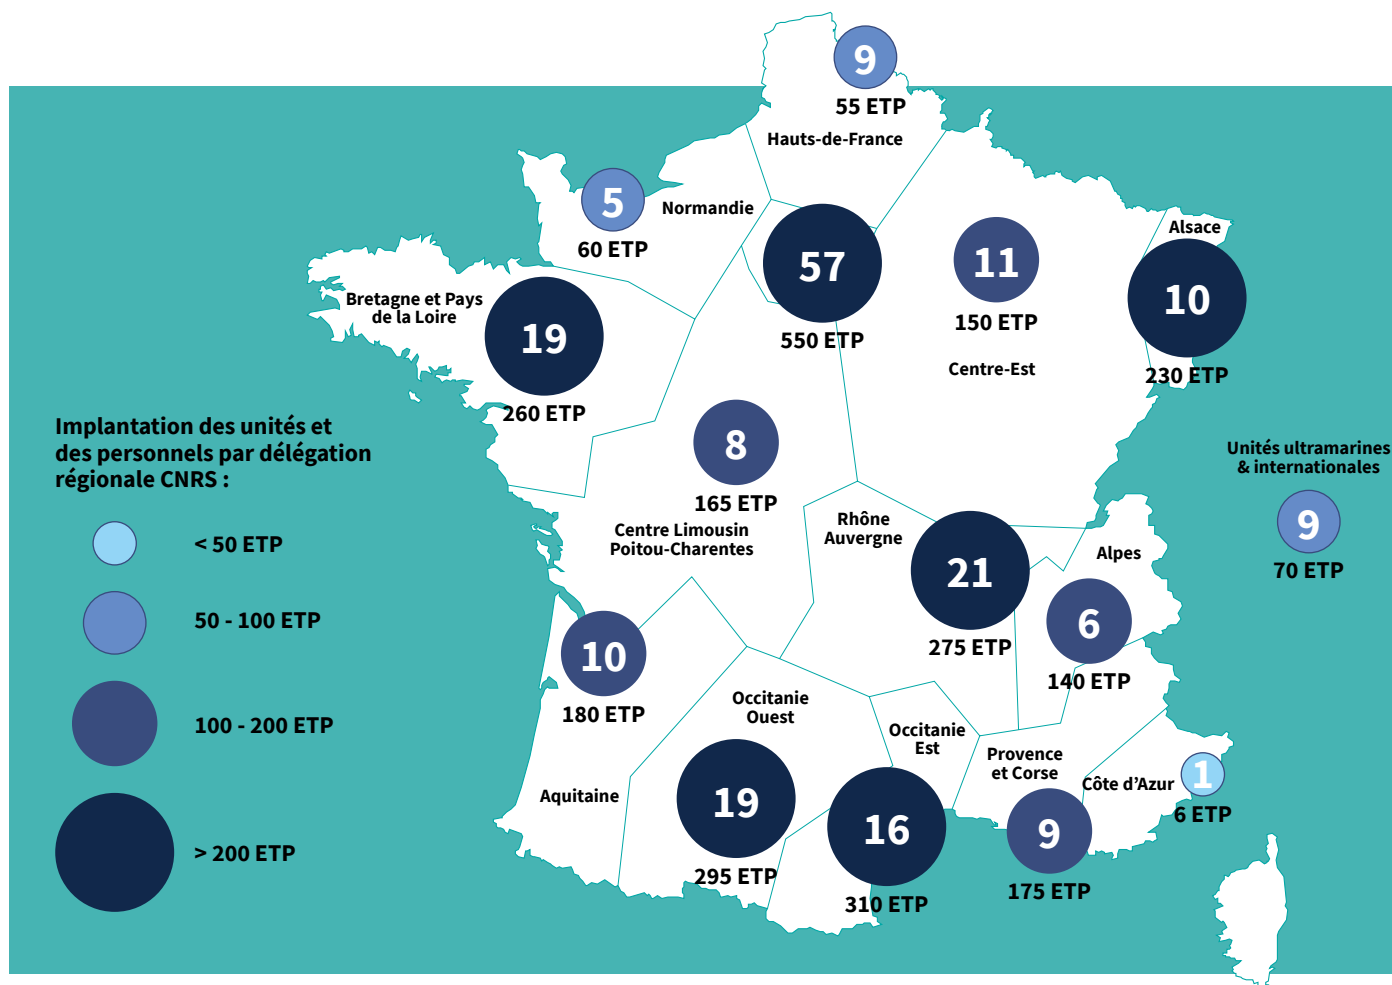 9
55 ETP
Hauts-de-France
5
60 ETP
Normandie
57
550 ETP
11
150 ETP
Centre-Est
Alsace
10
230 ETP
Bretagne et Pays
de la Loire
19
260 ETP
8
165 ETP
Centre Limousin
Poitou-Charentes
Implantation des unités et
des personnels par délégation
régionale CNRS :
< 50 ETP
50 - 100 ETP
100 - 200 ETP
> 200 ETP
Unités ultramarines
& internationales
9
70 ETP
Rhône
Auvergne
21
275 ETP
Alpes
6
140 ETP
10
180 ETP
Aquitaine
Occitanie
Ouest
19
295 ETP
Occitanie
Est
16
310 ETP
Provence
et Corse
9
175 ETP
Côte d’Azur
1
6 ETP